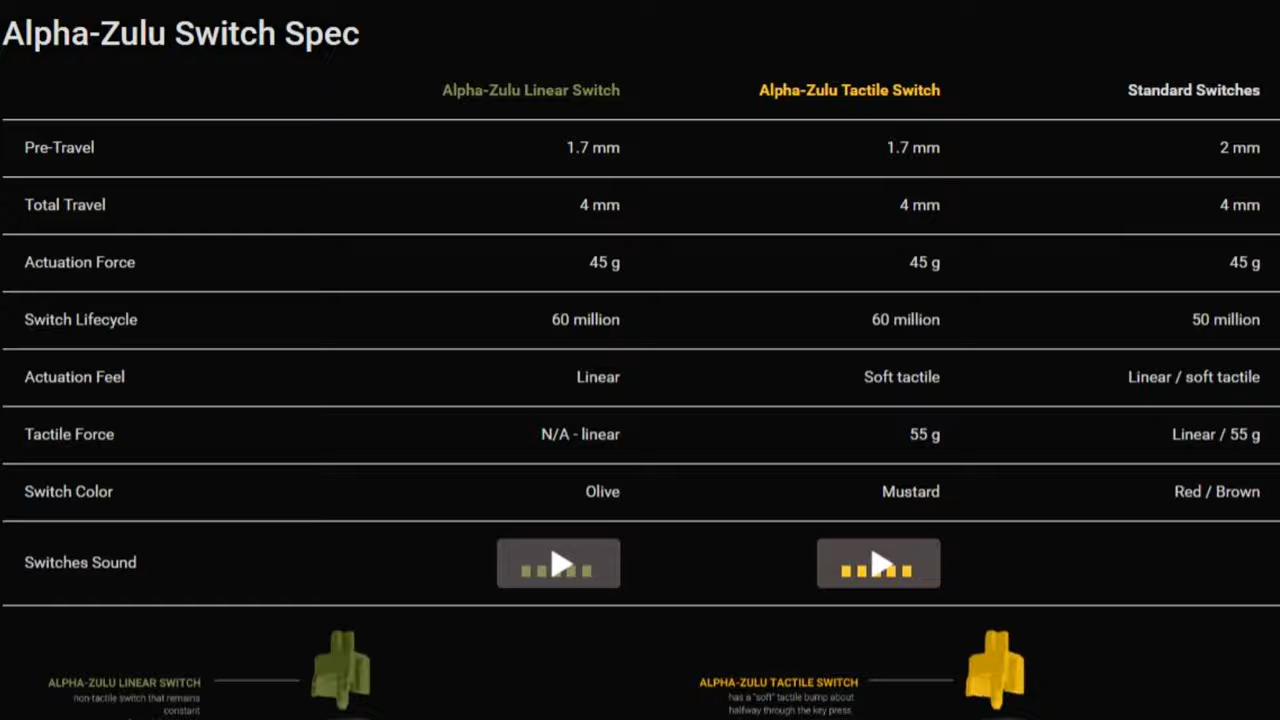 Alpha-Zulu Switch Spec
Alpha-Zulu Linear Switch Alpha-Zulu Tactile Switch Standard Switches
Pre-Travel 1.7 mm 1.7 mm 2 mm
Total Travel 4 mm 4 mm 4 mm
Actuation Force 45 g 45 g 45 g
Switch Lifecycle 60 million 60 million 50 million
Actuation Feel Linear Soft tactile Linear / soft tactile
Tactile Force N/A - linear 55 g Linear / 55 g
Switch Color Olive Mustard Red / Brown
Switches Sound
ALPHA-ZULU LINEAR SWITCH
non-tactile switch that remains
constant
ALPHA-ZULU TACTILE SWITCH
has a "soft" tactile bump about
halfway through the key press.